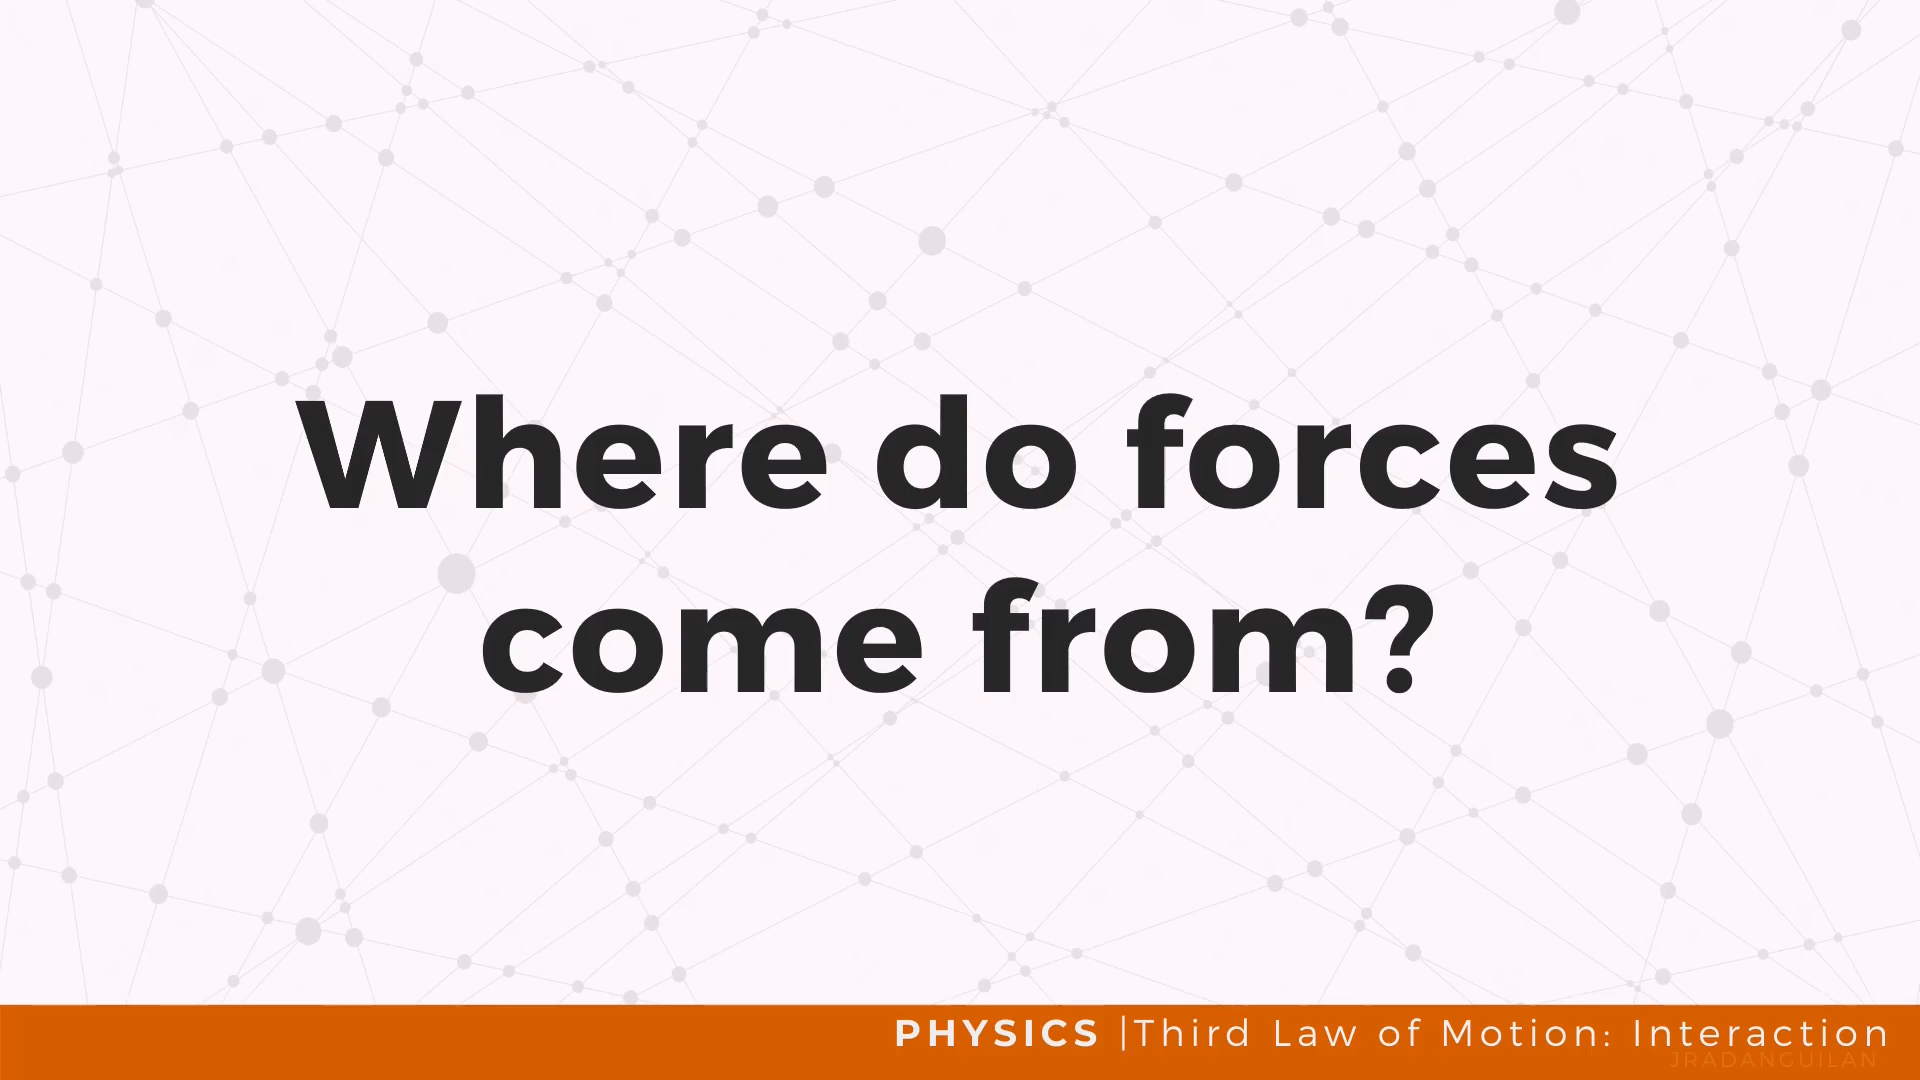 Where do forces
come from?
PHYSICS |Third Law of Motion: Interaction
JRADANGUILAN